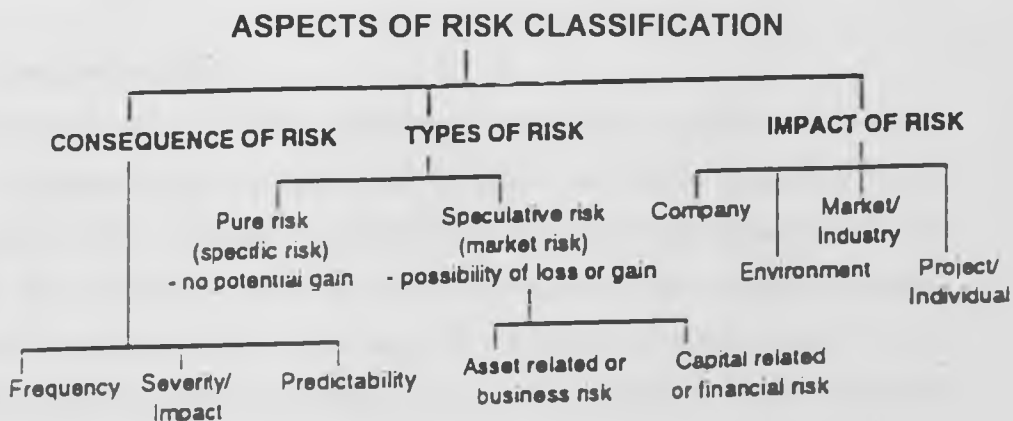 ASPECTS OF RISK CLASSIFICATION
CONSEQUENCE OF RISK
TYPES OF RISK
IMPACT OF RISK
Pure risk
(specific risk)
- no potential gain
Speculative risk
(market risk)
- possibility of loss or gain
Company
Market/
Industry
Environment
Project/
Individual
Frequency
Severity/
Impact
Predictability
Asset related or
business risk
Capital related
or financial risk